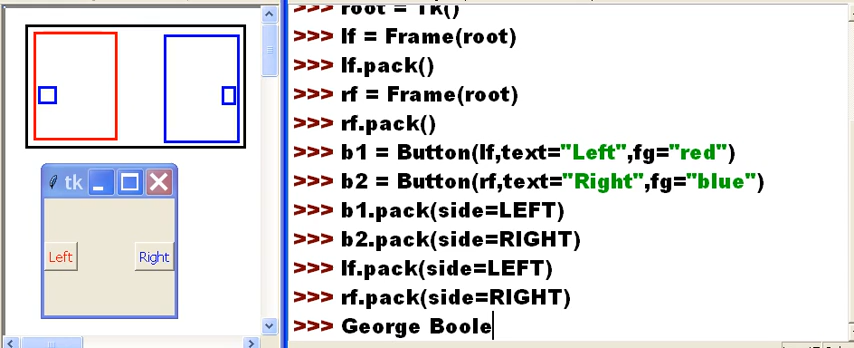 tk
Left
Right
>>> root = Tk()
>>> lf = Frame(root)
>>> lf.pack()
>>> rf = Frame(root)
>>> rf.pack()
>>> b1 = Button(lf,text="Left",fg="red")
>>> b2 = Button(rf,text="Right",fg="blue")
>>> b1.pack(side=LEFT)
>>> b2.pack(side=RIGHT)
>>> lf.pack(side=LEFT)
>>> rf.pack(side=RIGHT)
>>> George Boole